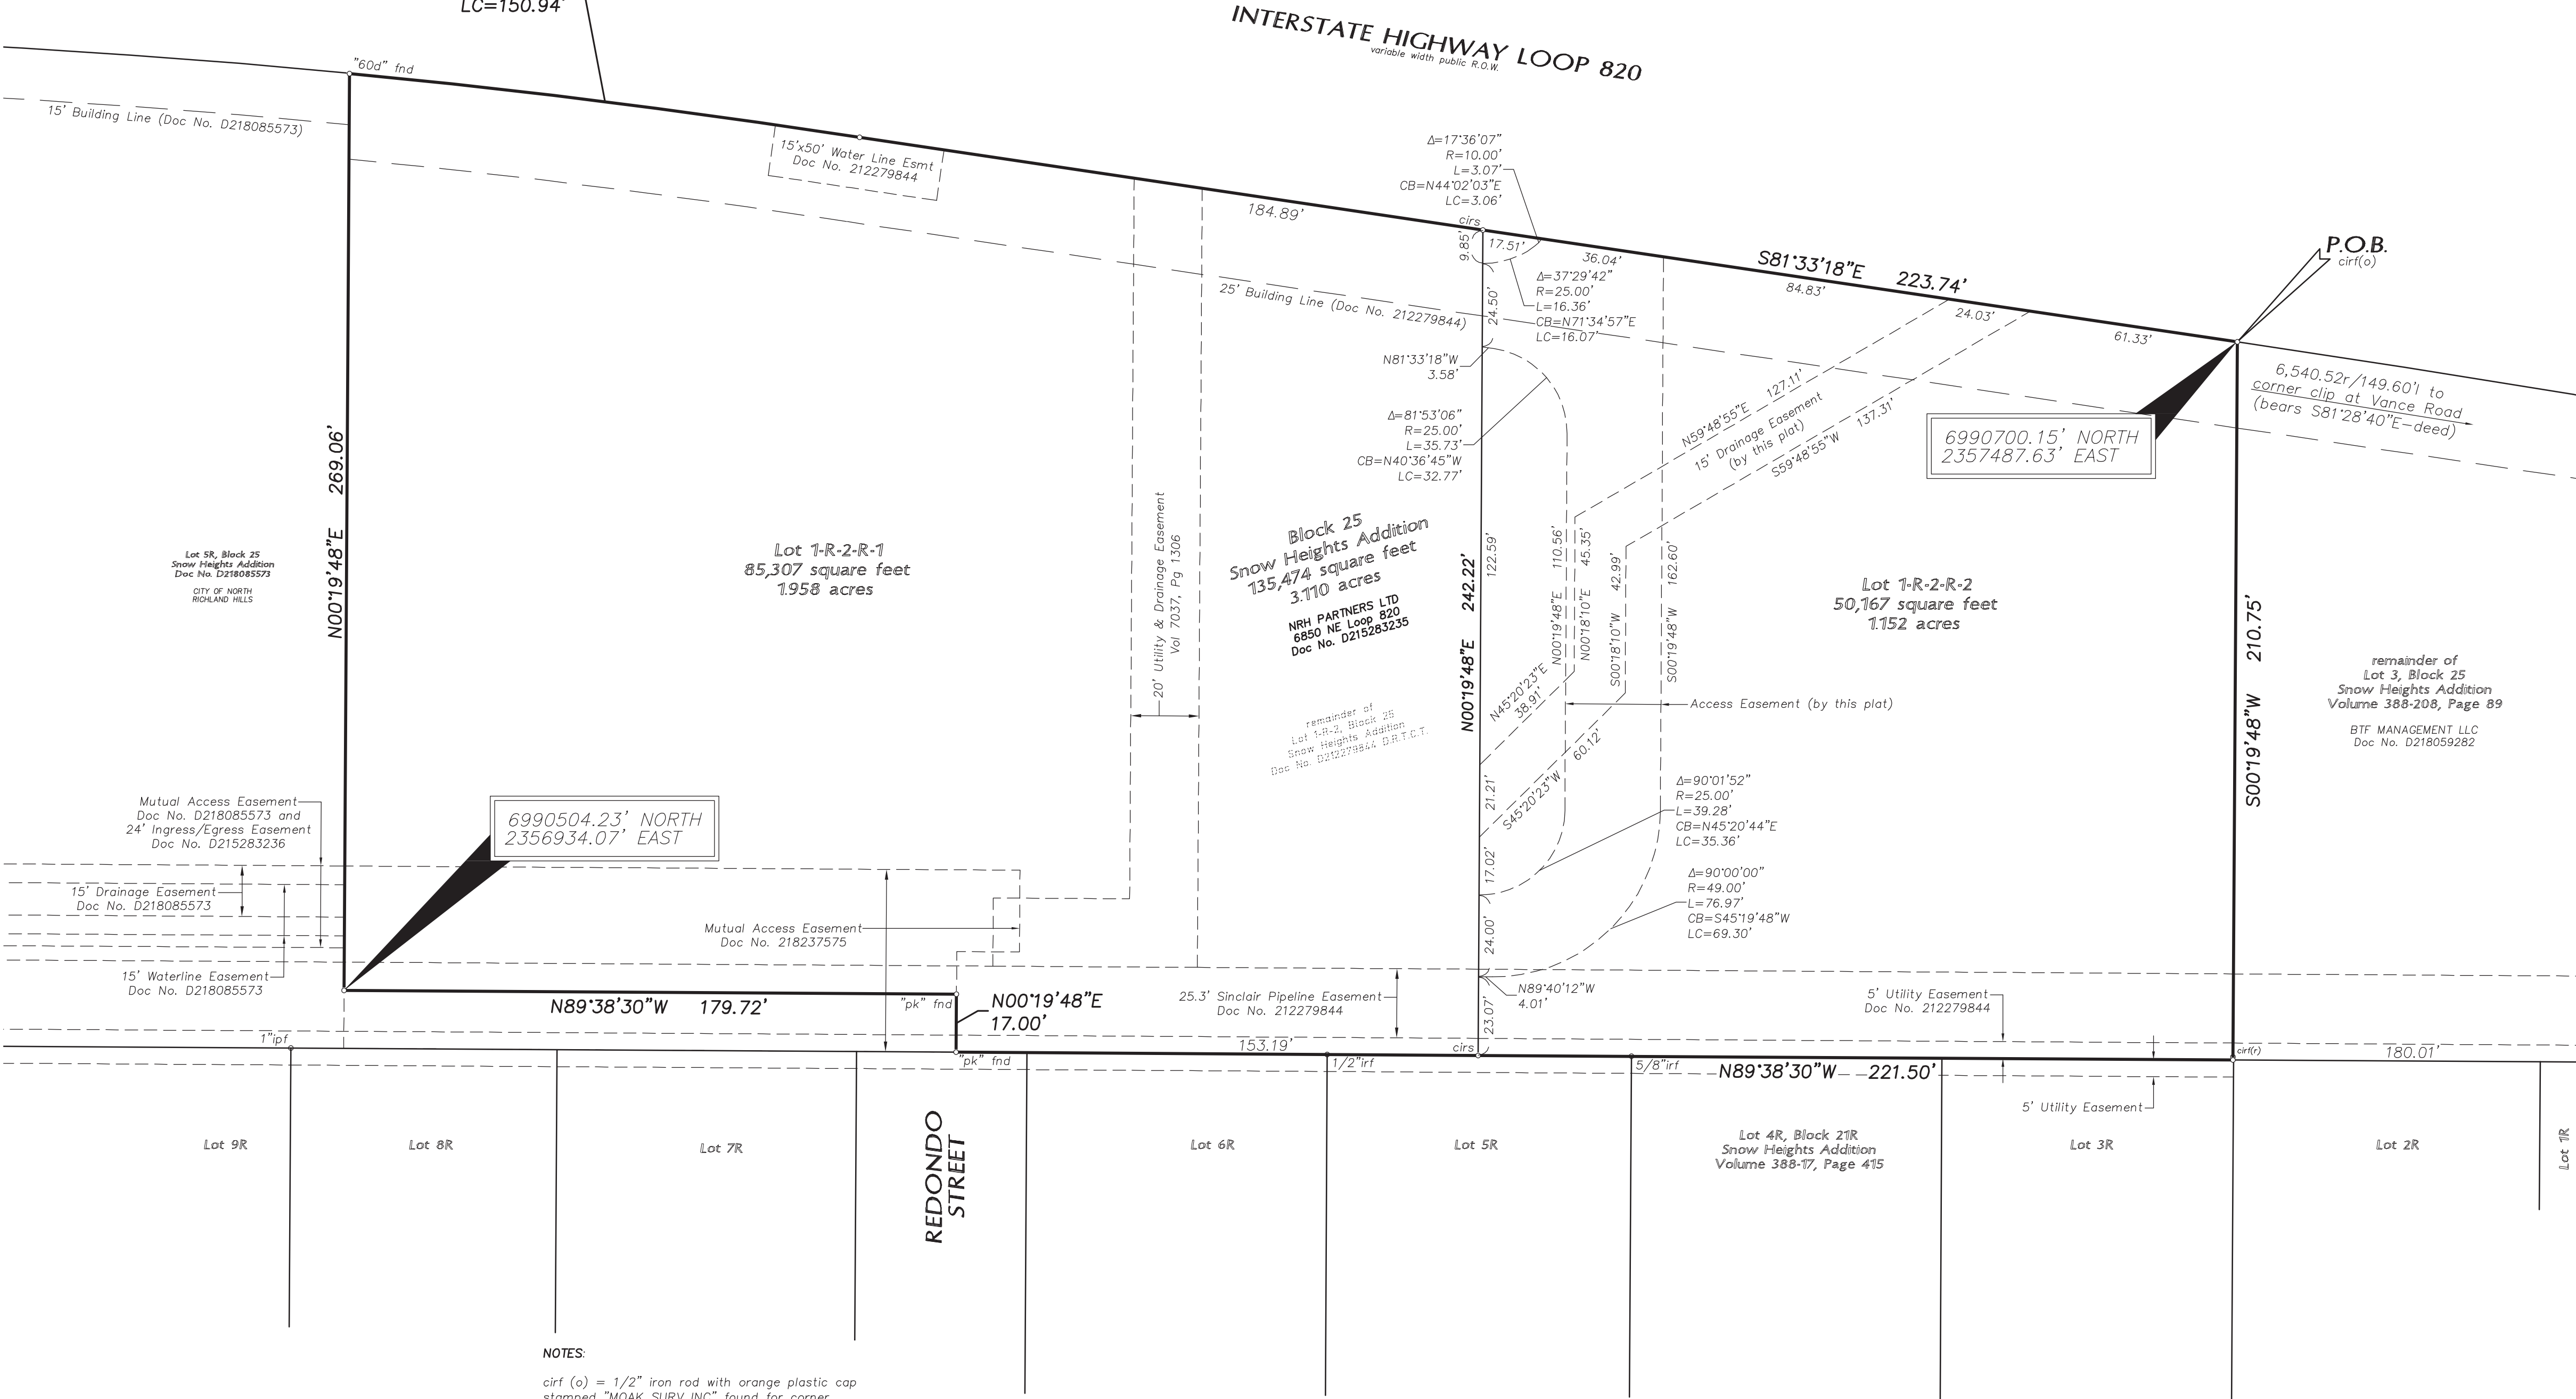 LC=150.94'
INTERSTATE HIGHWAY LOOP 820
variable width public R.O.W.
"60d" fnd
15' Building Line (Doc No. D218085573)
15'x50' Water Line Esmt
Doc No. 212279844
184.89'
25' Building Line (Doc No. 212279844)
Δ=17°36'07"
R=10.00'
L=3.07'
CB=N44°02'03"E
LC=3.06'
cirs
9.85'
17.51'
36.04'
24.50'
Δ=37°29'42"
R=25.00'
L=16.36'
CB=N71°34'57"E
LC=16.07'
S81°33'18"E 223.74'
84.83'
24.03'
61.33'
P.O.B.
cirf(o)
6,540.52r/149.60'l to
corner clip at Vance Road
(bears S81°28'40"E-deed)
6990700.15' NORTH
2357487.63' EAST
N81°33'18"W
3.58'
Δ=81°53'06"
R=25.00'
L=35.73'
CB=N40°36'45"W
LC=32.77'
N59°48'55"E 127.11'
15' Drainage Easement
(by this plat)
S59°48'55"W 137.31'
N00°19'48"E 269.06'
Lot 5R, Block 25
Snow Heights Addition
Doc No. D218085573
CITY OF NORTH
RICHLAND HILLS
Lot 1-R-2-R-1
85,307 square feet
1.958 acres
20' Utility & Drainage Easement
Vol 7037, Pg 1306
Block 25
Snow Heights Addition
135,474 square feet
3.110 acres
NRH PARTNERS LTD
6850 NE Loop 820
Doc No. D215283235
remainder of
Lot 1-R-2, Block 25
Snow Heights Addition
Doc No. D212279844 D.R.T.C.T.
N00°19'48"E 242.22'
122.59'
N00°19'48"E 110.56'
N00°18'10"E 45.35'
S00°18'10"W 42.99'
S00°19'48"W 162.60'
N45°20'23"E
38.91'
S45°20'23"W 60.12'
Access Easement (by this plat)
Lot 1-R-2-R-2
50,167 square feet
1.152 acres
S00°19'48"W 210.75'
remainder of
Lot 3, Block 25
Snow Heights Addition
Volume 388-208, Page 89
BTF MANAGEMENT LLC
Doc No. D218059282
21.21'
17.02'
24.00'
23.07'
Δ=90°01'52"
R=25.00'
L=39.28'
CB=N45°20'44"E
LC=35.36'
Δ=90°00'00"
R=49.00'
L=76.97'
CB=S45°19'48"W
LC=69.30'
N89°40'12"W
4.01'
Mutual Access Easement
Doc No. D218085573 and
24' Ingress/Egress Easement
Doc No. D215283236
15' Drainage Easement
Doc No. D218085573
15' Waterline Easement
Doc No. D218085573
6990504.23' NORTH
2356934.07' EAST
Mutual Access Easement
Doc No. 218237575
N89°38'30"W 179.72'
"pk" fnd
N00°19'48"E
17.00'
25.3' Sinclair Pipeline Easement
Doc No. 212279844
5' Utility Easement
Doc No. 212279844
1"ipf
"pk" fnd
153.19'
1/2"irf
cirs
5/8"irf
N89°38'30"W 221.50'
cirf(r)
180.01'
5' Utility Easement
Lot 9R
Lot 8R
Lot 7R
REDONDO
STREET
Lot 6R
Lot 5R
Lot 4R, Block 21R
Snow Heights Addition
Volume 388-17, Page 415
Lot 3R
Lot 2R
Lot 1R
NOTES:
cirf (o) = 1/2" iron rod with orange plastic cap
stamped "MOAK SURV INC" found for corner